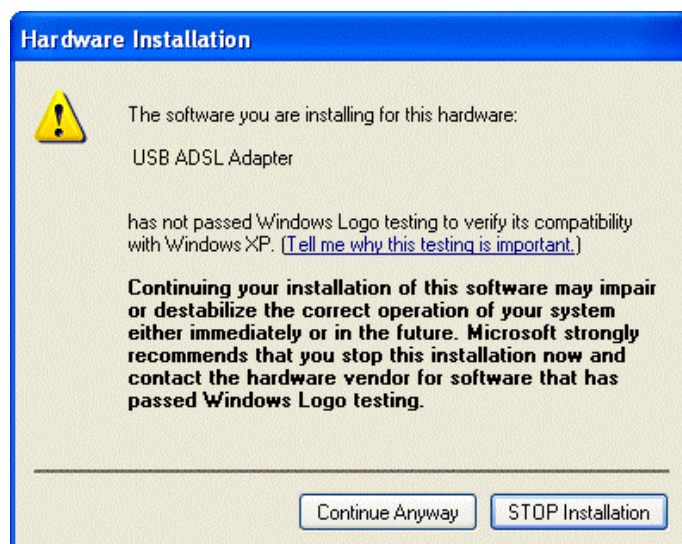 Hardware Installation
The software you are installing for this hardware:
USB ADSL Adapter
has not passed Windows Logo testing to verify its compatibility
with Windows XP. (Tell me why this testing is important.)
Continuing your installation of this software may impair
or destabilize the correct operation of your system
either immediately or in the future. Microsoft strongly
recommends that you stop this installation now and
contact the hardware vendor for software that has
passed Windows Logo testing.
Continue Anyway STOP Installation